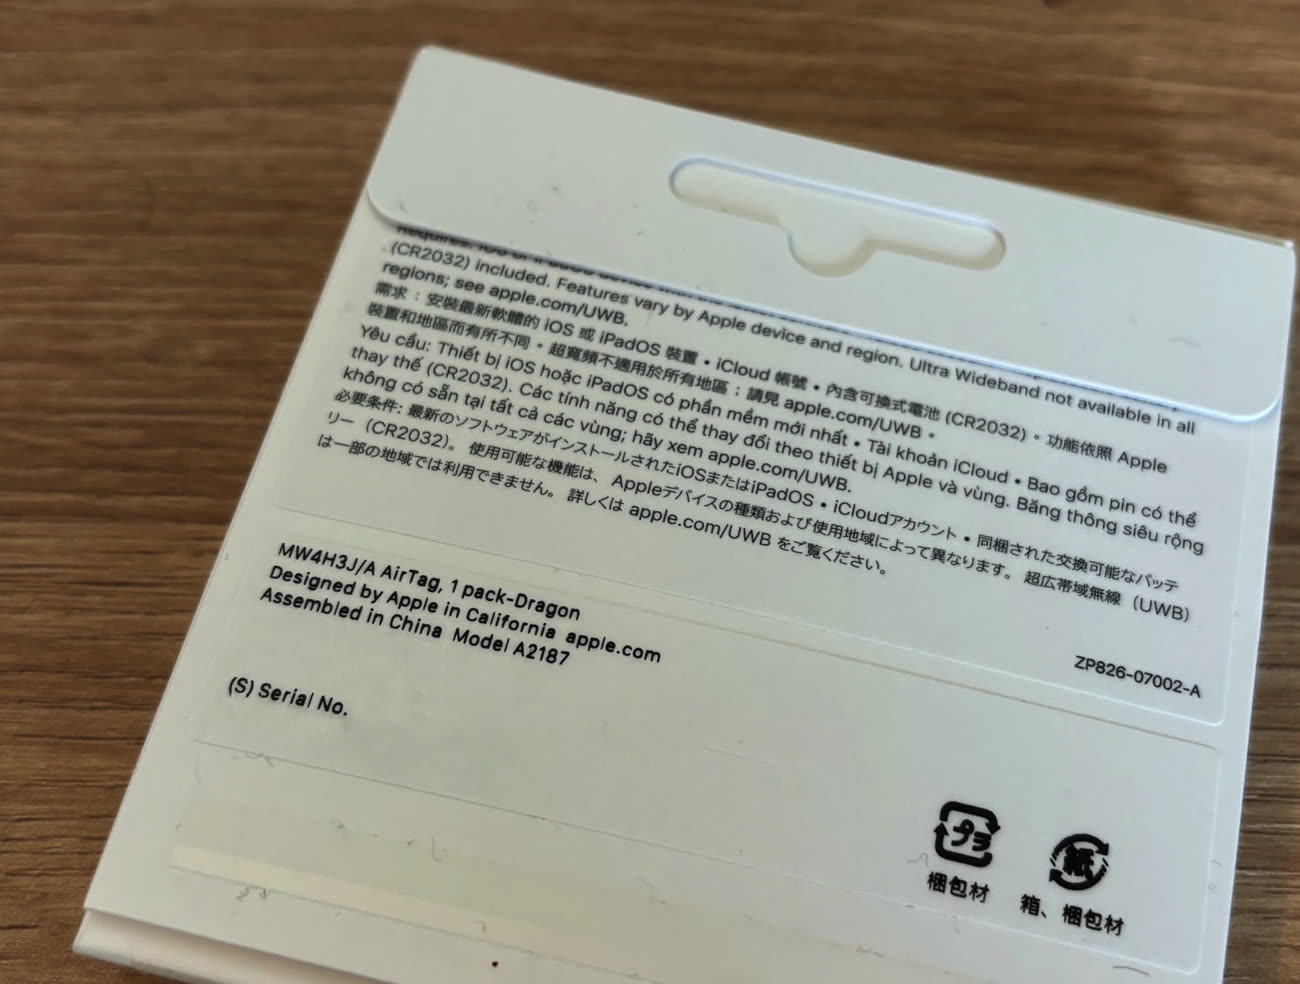 (CR2032) included. Features vary by Apple device and region. Ultra Wideband not available in all
regions; see apple.com/UWB.
需求：安裝最新軟體的 iOS 或 iPadOS 裝置 • iCloud 帳號 • 內含可換式電池 (CR2032)。功能依照 Apple
裝置和地區而有所不同。超寬頻不適用於所有地區；請見 apple.com/UWB。
Yêu cầu: Thiết bị iOS hoặc iPadOS có phần mềm mới nhất • Tài khoản iCloud • Bao gồm pin có thể
thay thế (CR2032). Các tính năng có thể thay đổi theo thiết bị Apple và vùng. Băng thông siêu rộng
không có sẵn tại tất cả các vùng; hãy xem apple.com/UWB.
必要条件: 最新のソフトウェアがインストールされたiOSまたはiPadOS • iCloudアカウント • 同梱された交換可能なバッテ
リー（CR2032）。 使用可能な機能は、Appleデバイスの種類および使用地域によって異なります。 超広帯域無線（UWB）
は一部の地域では利用できません。 詳しくは apple.com/UWB をご覧ください。
ZP826-07002-A
MW4H3J/A AirTag, 1 pack-Dragon
Designed by Apple in California apple.com
Assembled in China Model A2187
(S) Serial No.
プラ
梱包材
紙
箱、梱包材